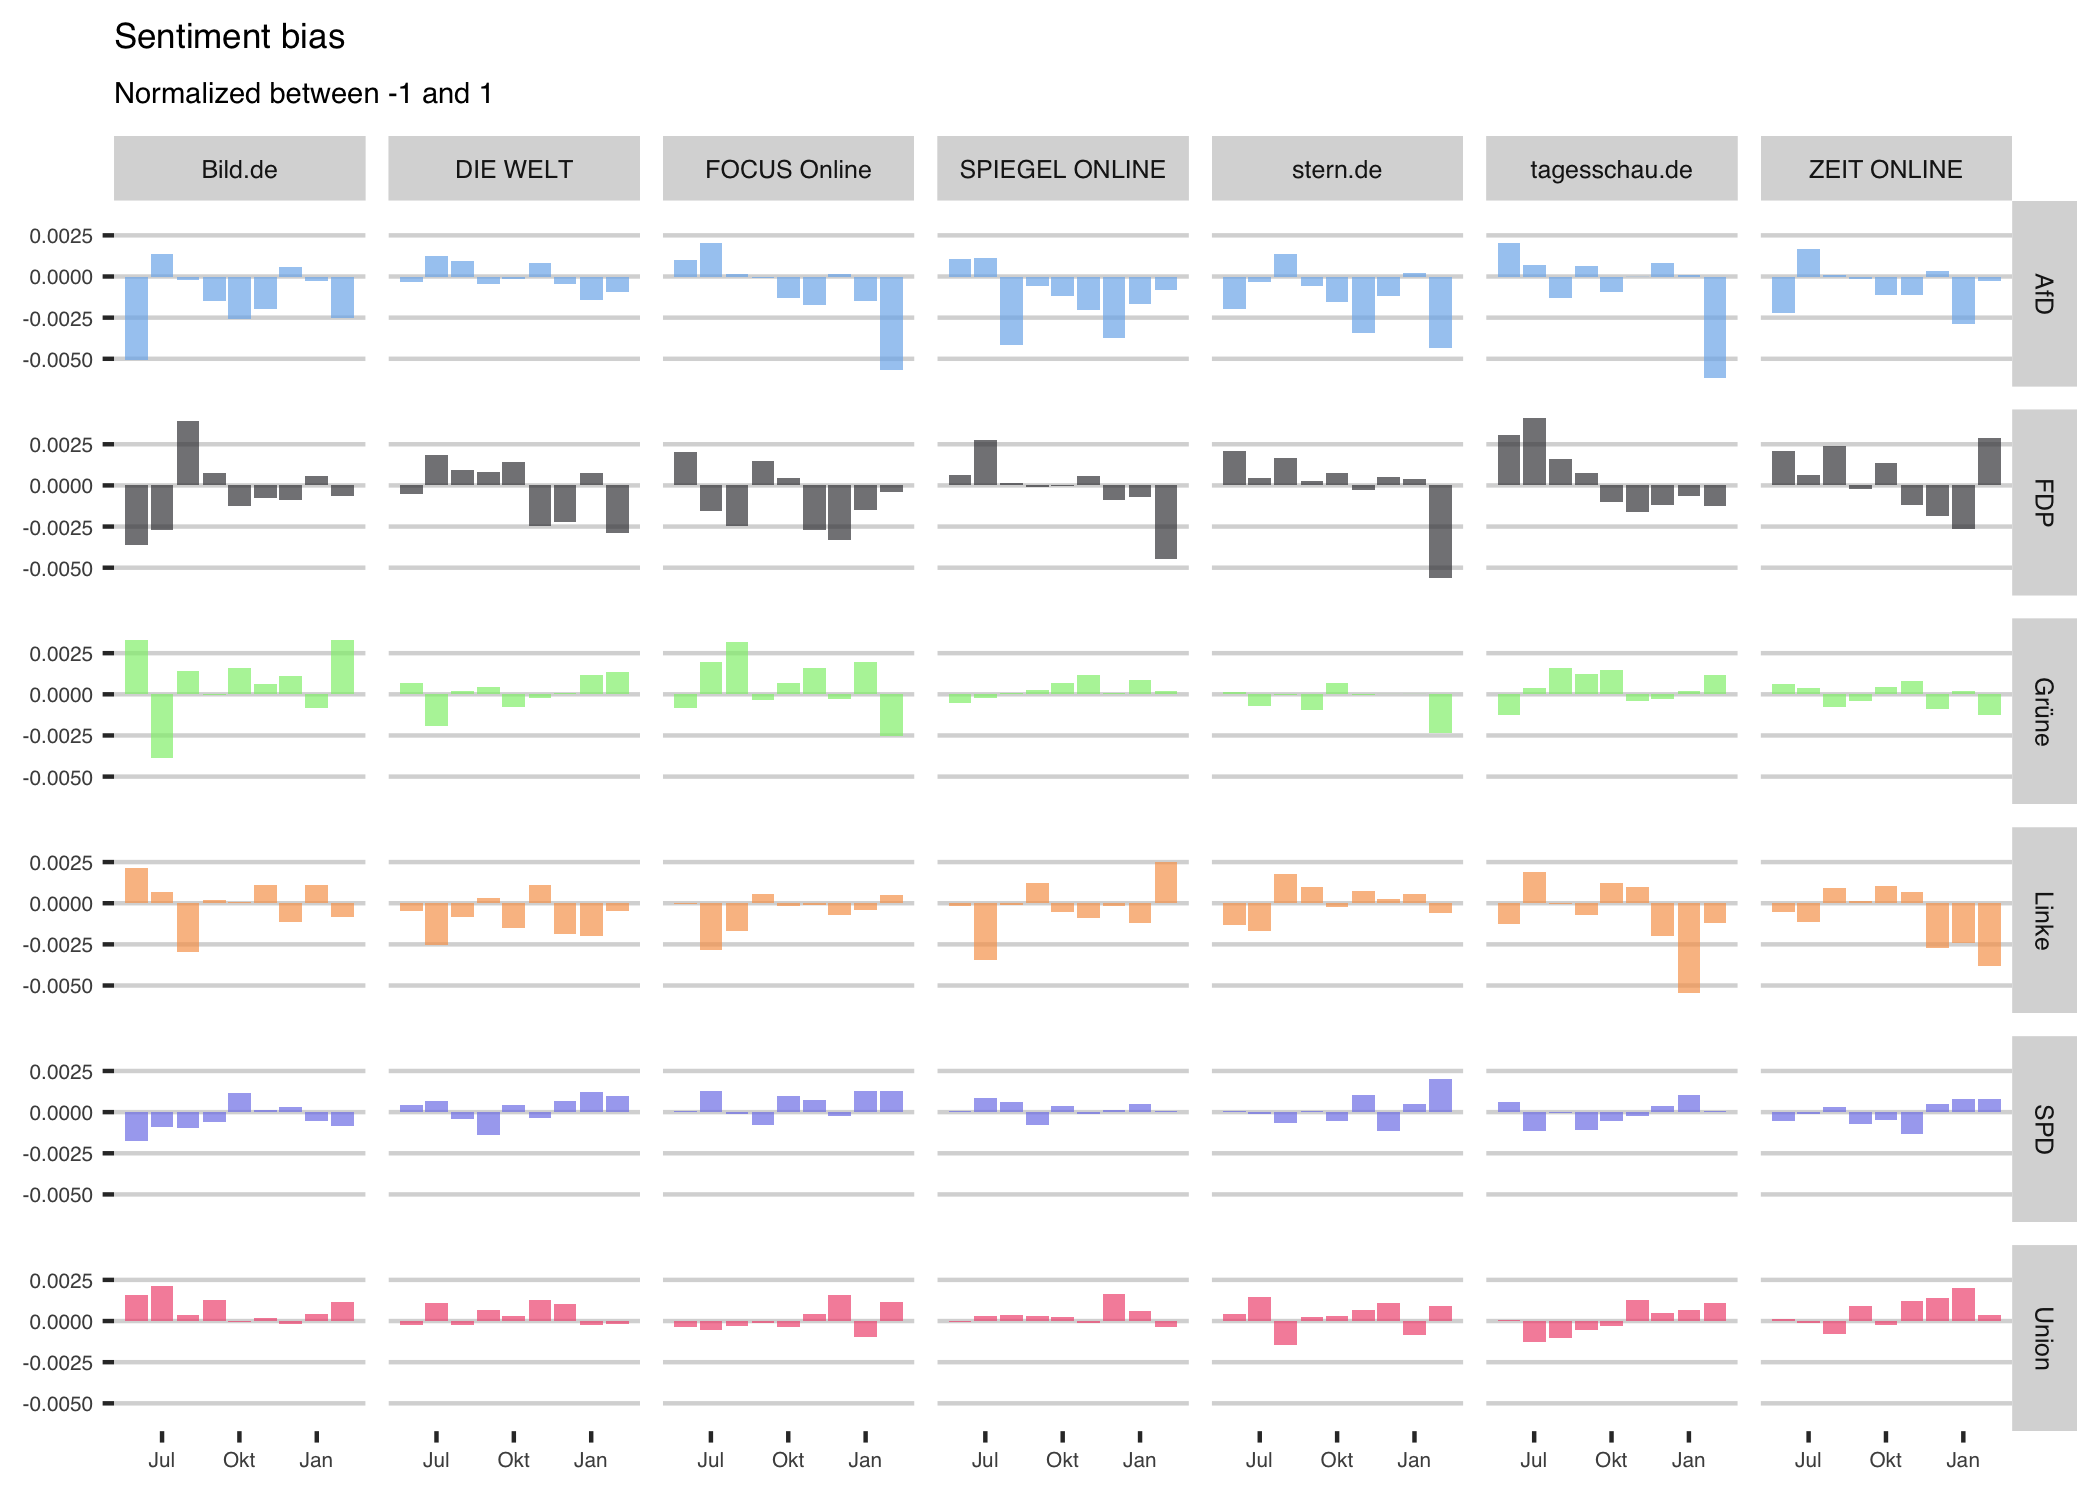 Sentiment bias
Normalized between -1 and 1
Bild.de DIE WELT FOCUS Online SPIEGEL ONLINE stern.de tagesschau.de ZEIT ONLINE
0.0025
0.0000
-0.0025
-0.0050
AfD
0.0025
0.0000
-0.0025
-0.0050
FDP
0.0025
0.0000
-0.0025
-0.0050
Grüne
0.0025
0.0000
-0.0025
-0.0050
Linke
0.0025
0.0000
-0.0025
-0.0050
SPD
0.0025
0.0000
-0.0025
-0.0050
Union
Jul Okt Jan Jul Okt Jan Jul Okt Jan Jul Okt Jan Jul Okt Jan Jul Okt Jan Jul Okt Jan